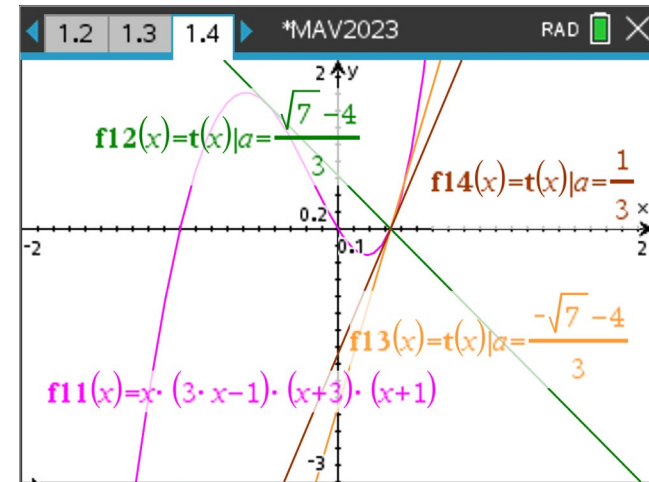 1.2 1.3 1.4 *MAV2023 RAD
2 y
f12(x)=t(x)|a=(√7 -4)/3
f14(x)=t(x)|a=1/3
x
0.2
-2 0.1 2
f13(x)=t(x)|a=(-√7 -4)/3
f11(x)=x·(3·x-1)·(x+3)·(x+1)
-3